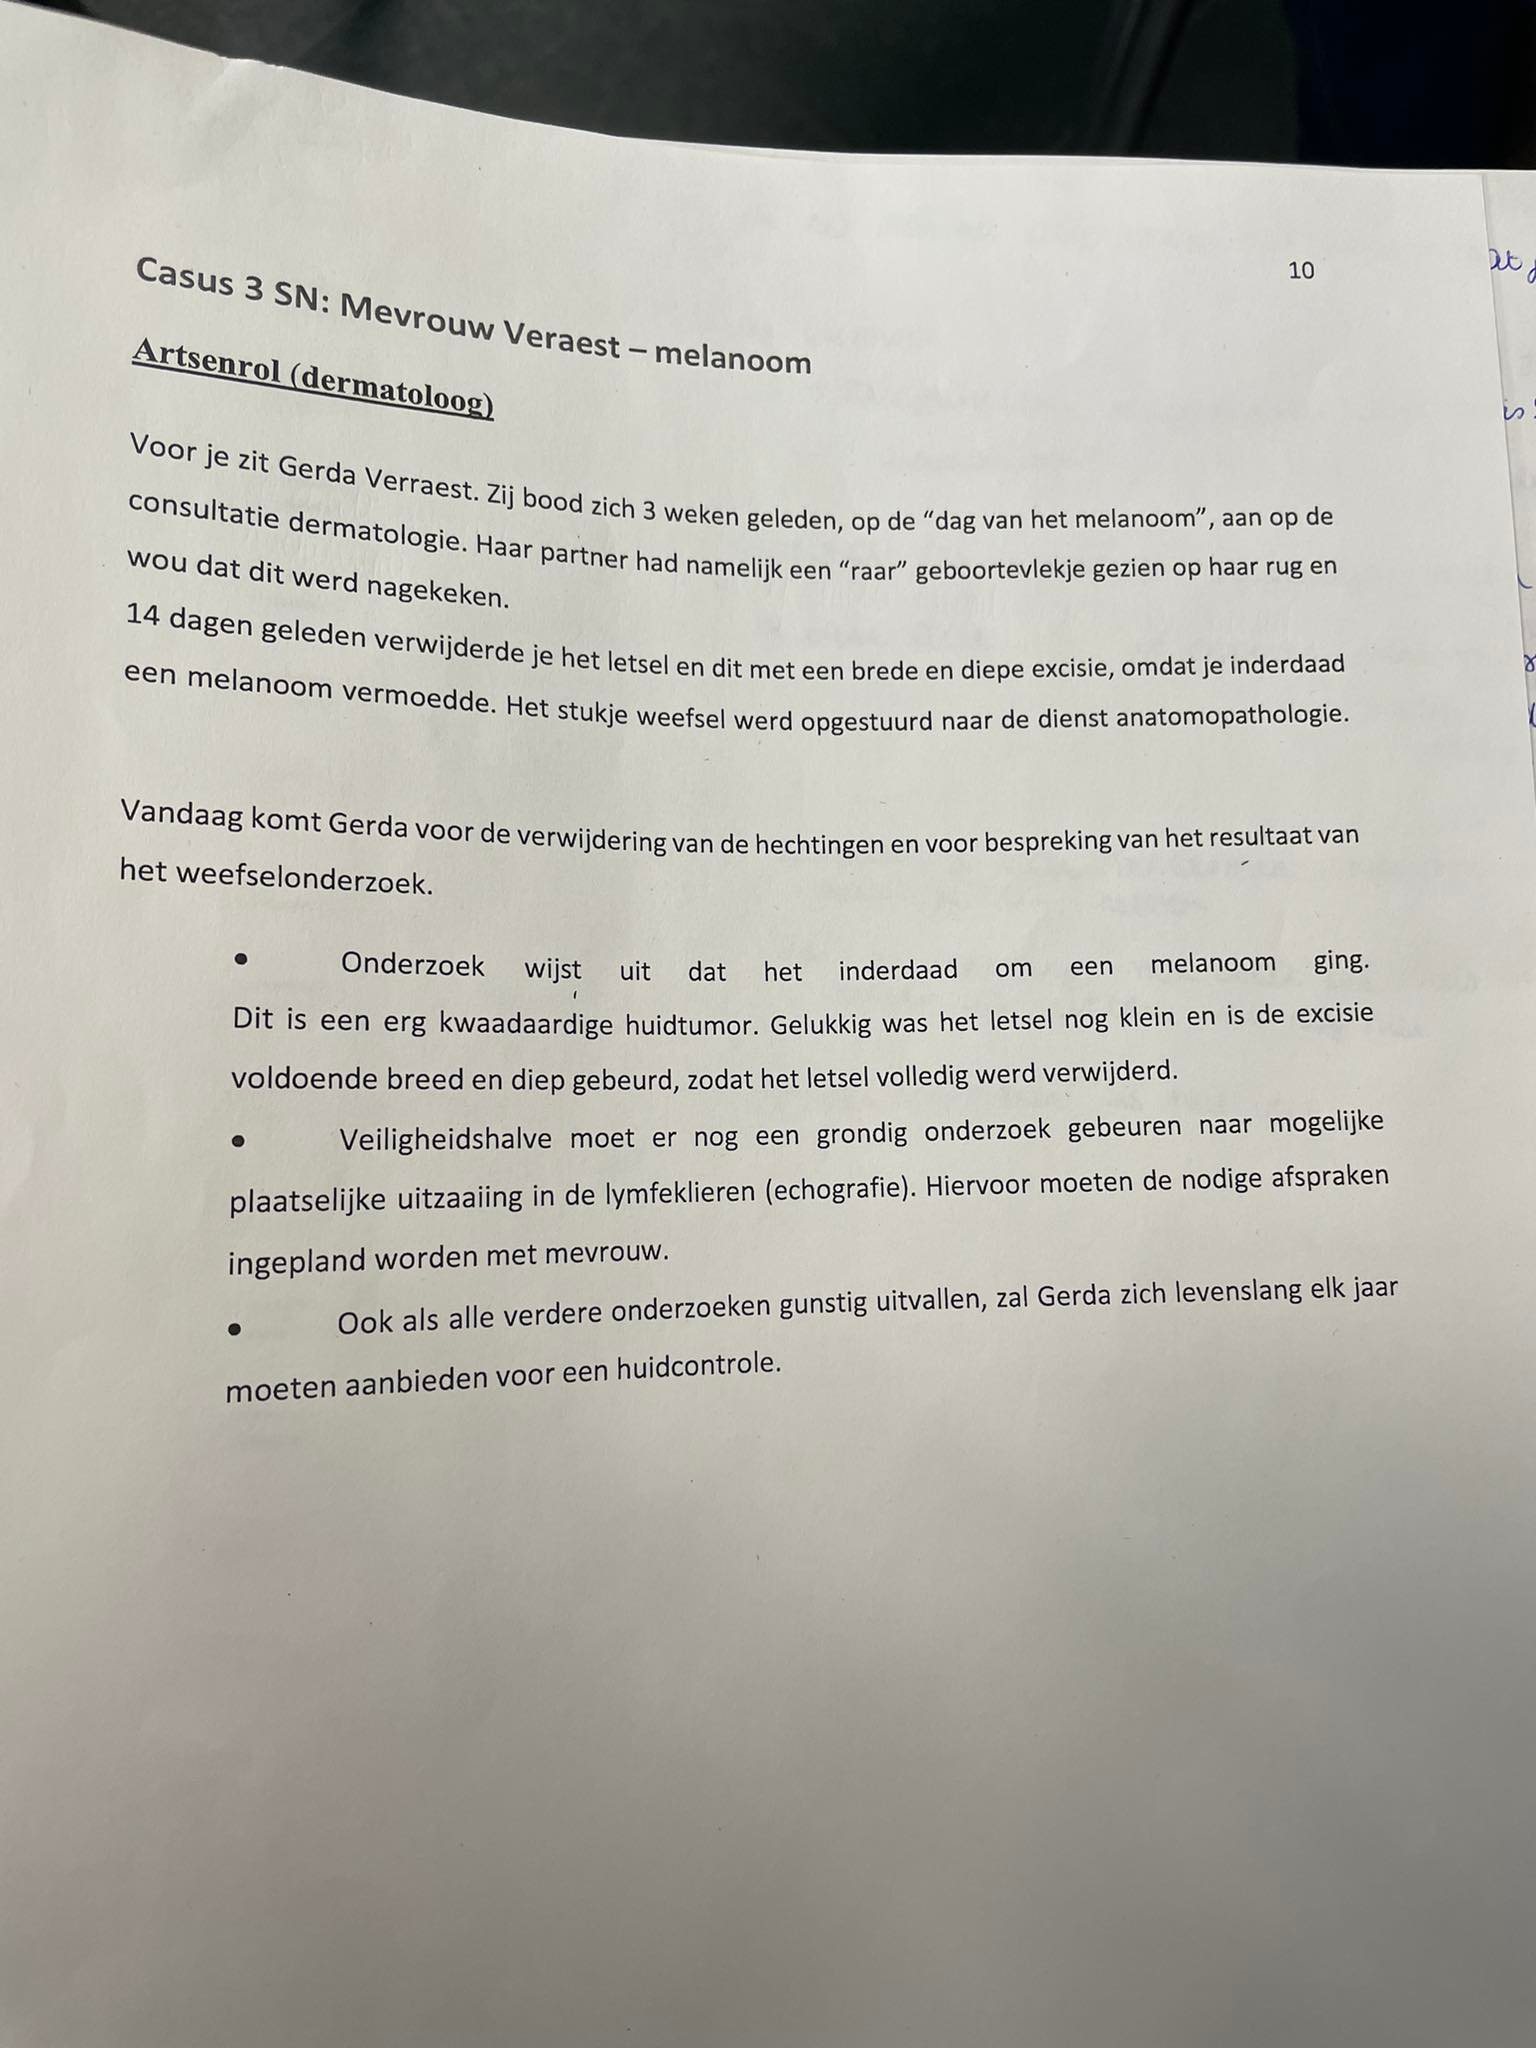 10
Casus 3 SN: Mevrouw Veraest – melanoom
Artsenrol (dermatoloog)
Voor je zit Gerda Verraest. Zij bood zich 3 weken geleden, op de “dag van het melanoom”, aan op de
consultatie dermatologie. Haar partner had namelijk een “raar” geboortevlekje gezien op haar rug en
wou dat dit werd nagekeken.
14 dagen geleden verwijderde je het letsel en dit met een brede en diepe excisie, omdat je inderdaad
een melanoom vermoedde. Het stukje weefsel werd opgestuurd naar de dienst anatomopathologie.
Vandaag komt Gerda voor de verwijdering van de hechtingen en voor bespreking van het resultaat van
het weefselonderzoek.
• Onderzoek wijst uit dat het inderdaad om een melanoom ging.
Dit is een erg kwaadaardige huidtumor. Gelukkig was het letsel nog klein en is de excisie
voldoende breed en diep gebeurd, zodat het letsel volledig werd verwijderd.
• Veiligheidshalve moet er nog een grondig onderzoek gebeuren naar mogelijke
plaatselijke uitzaaiing in de lymfeklieren (echografie). Hiervoor moeten de nodige afspraken
ingepland worden met mevrouw.
• Ook als alle verdere onderzoeken gunstig uitvallen, zal Gerda zich levenslang elk jaar
moeten aanbieden voor een huidcontrole.
is